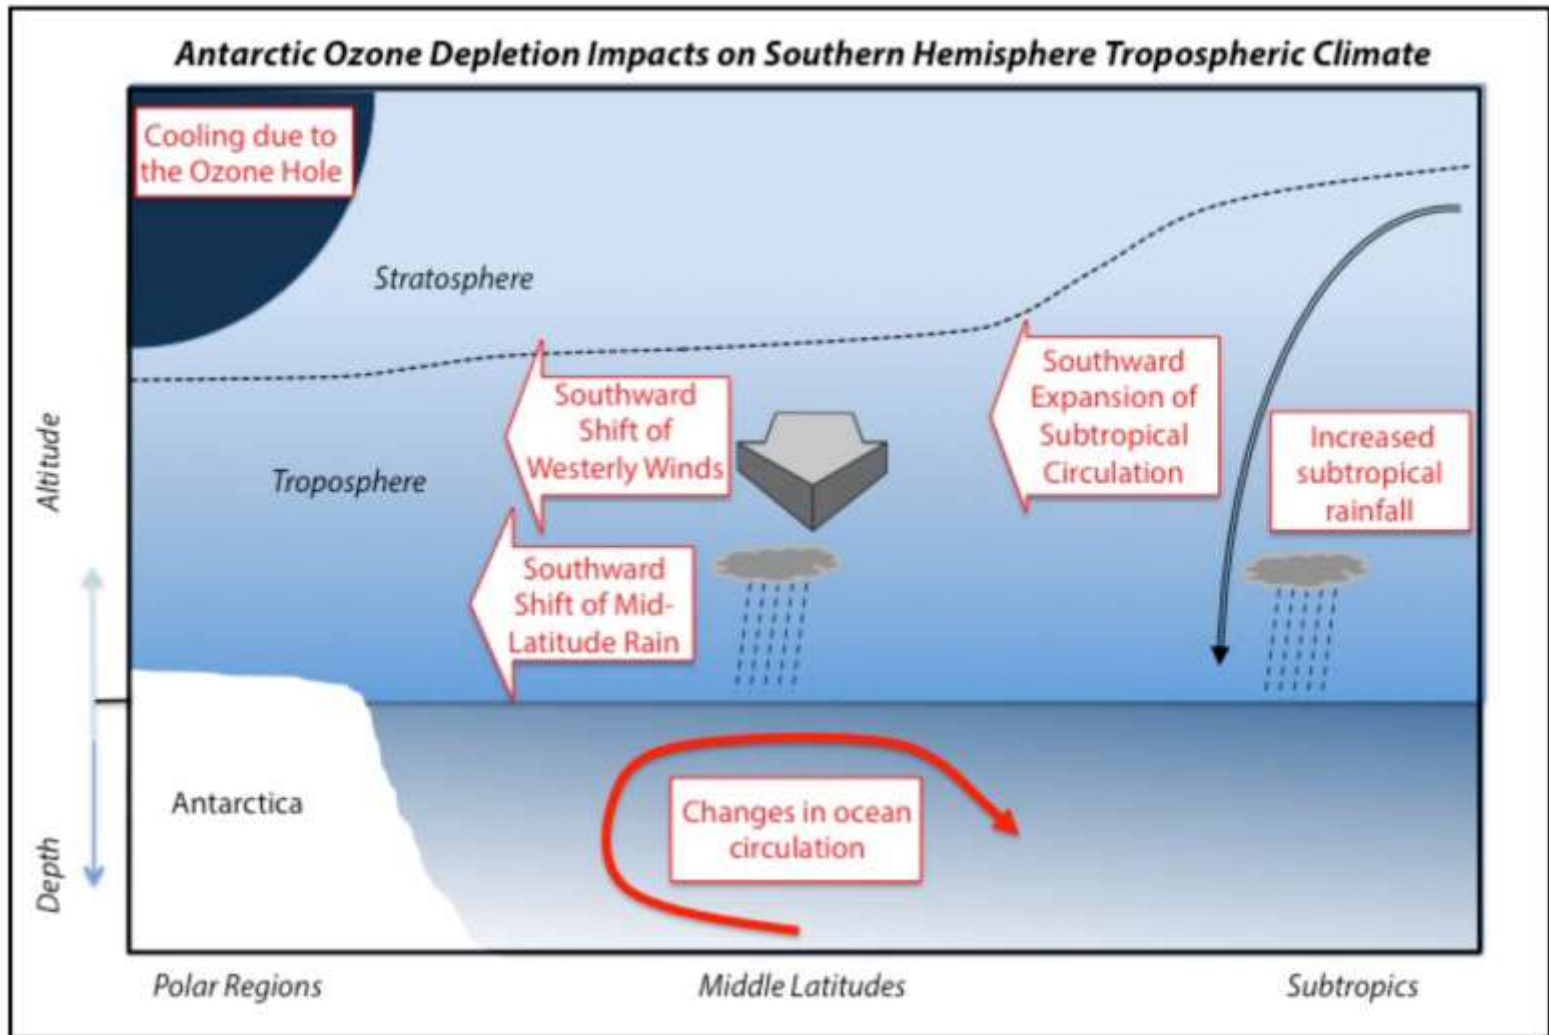 Antarctic Ozone Depletion Impacts on Southern Hemisphere Tropospheric Climate
Cooling due to
the Ozone Hole
Stratosphere
Southward
Shift of
Westerly Winds
Southward
Expansion of
Subtropical
Circulation
Increased
subtropical
rainfall
Troposphere
Altitude
Southward
Shift of Mid-
Latitude Rain
Antarctica
Changes in ocean
circulation
Depth
Polar Regions
Middle Latitudes
Subtropics